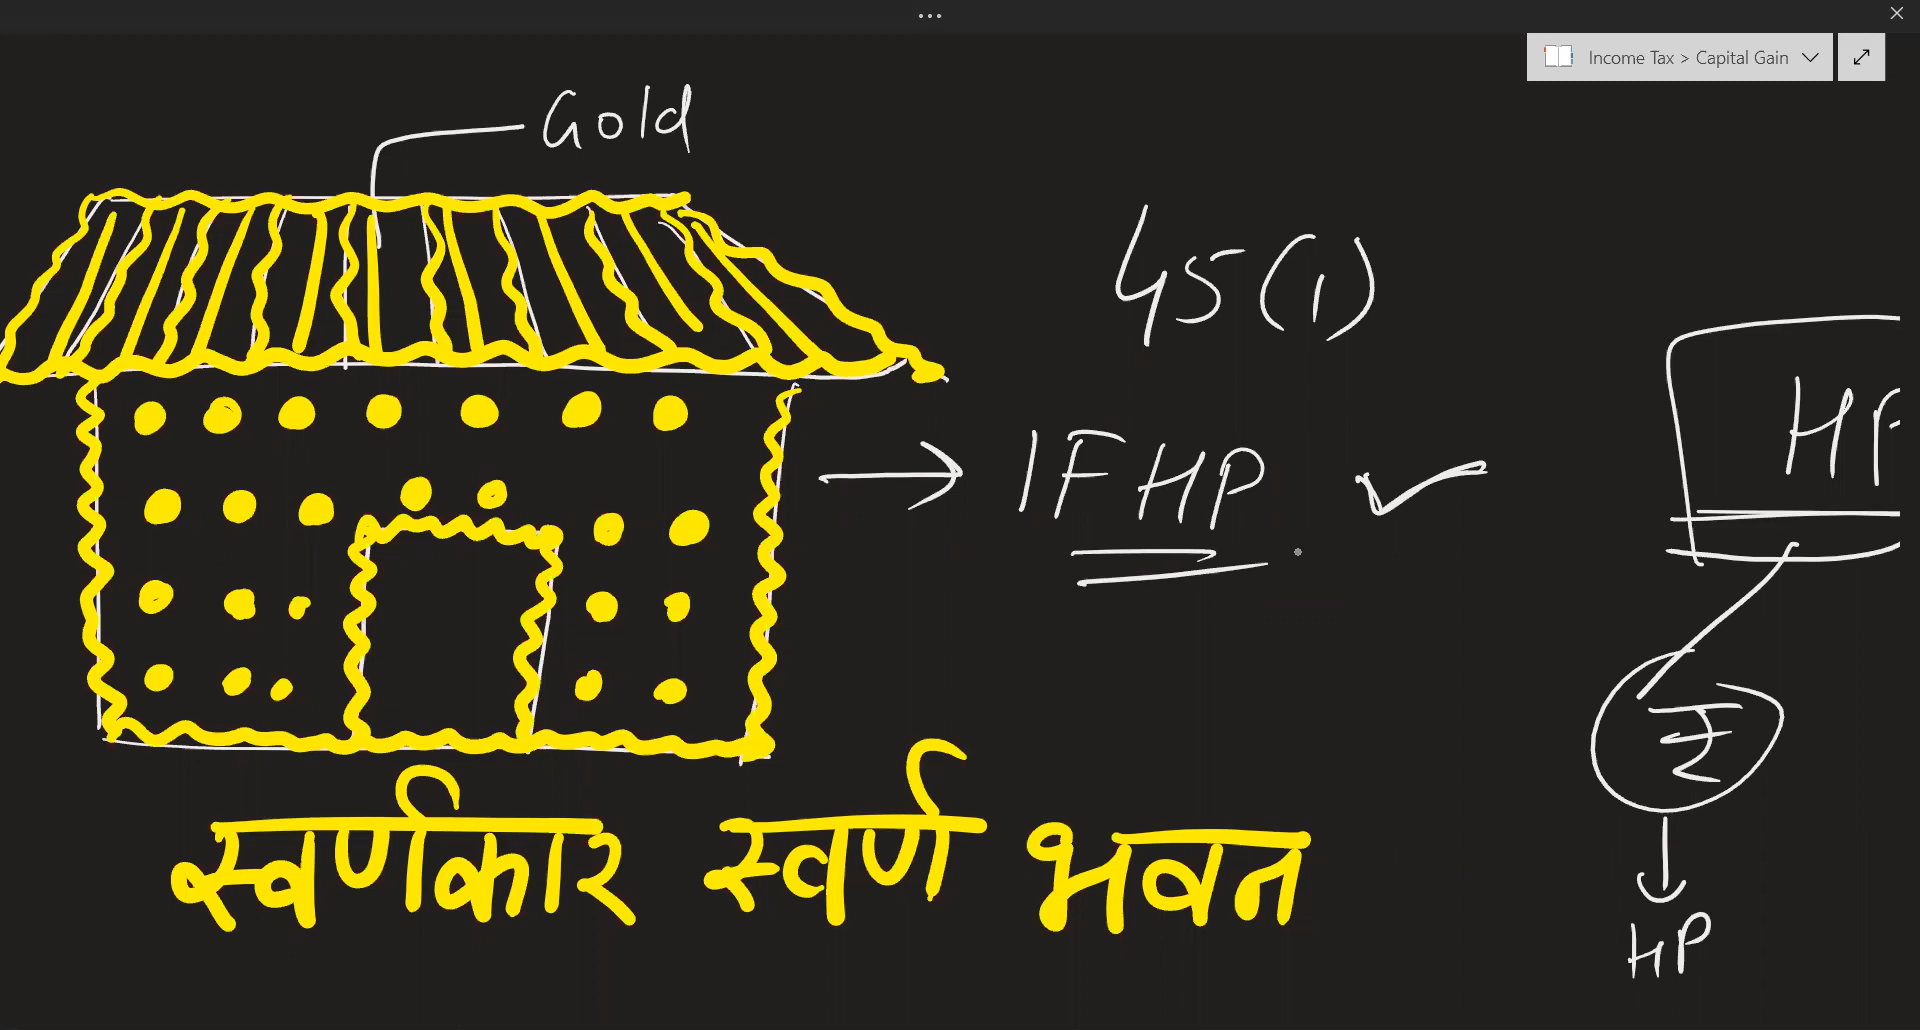 Income Tax > Capital Gain
Gold
45(1)
IFHP
HP
₹
HP
स्वर्णकार स्वर्ण भवन